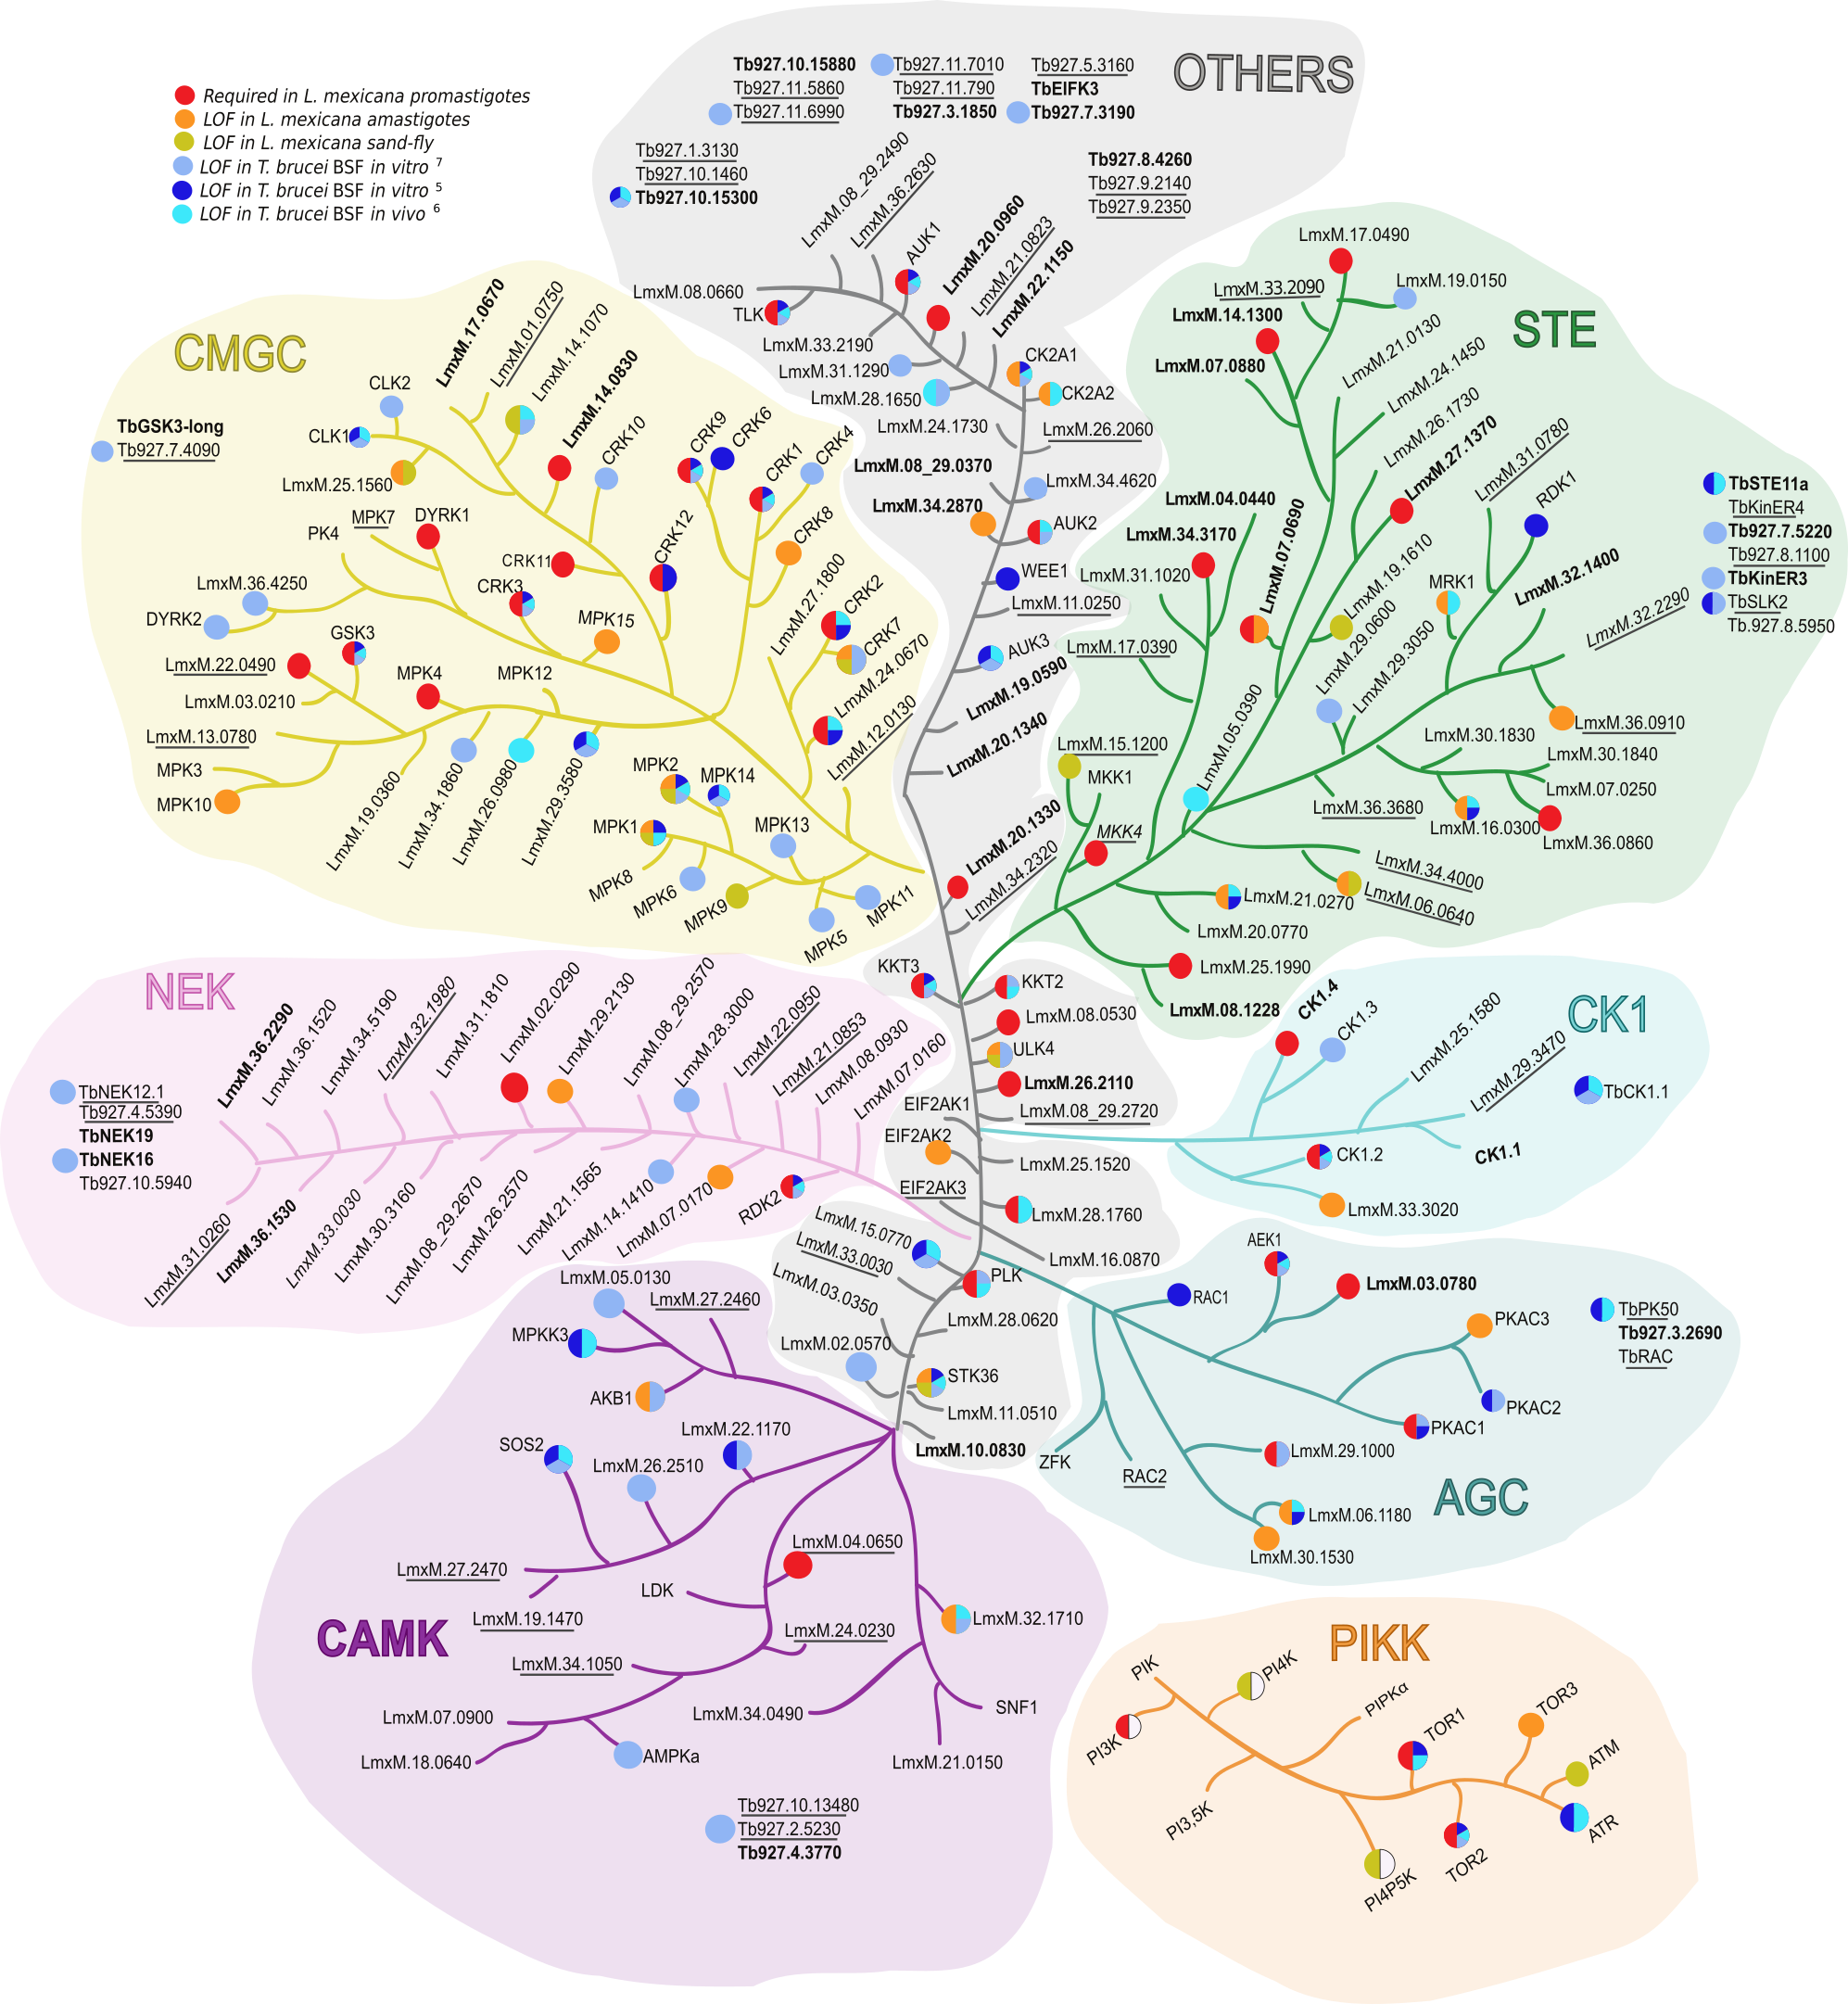 OTHERS
Tb927.10.15880
Tb927.11.5860
Tb927.11.6990
Tb927.11.7010
Tb927.11.790
Tb927.3.1850
Tb927.5.3160
TbEIFK3
Tb927.7.3190
Tb927.1.3130
Tb927.10.1460
Tb927.10.15300
Tb927.8.4260
Tb927.9.2140
Tb927.9.2350
Required in L. mexicana promastigotes
LOF in L. mexicana amastigotes
LOF in L. mexicana sand-fly
LOF in T. brucei BSF in vitro 7
LOF in T. brucei BSF in vitro 5
LOF in T. brucei BSF in vivo 6
LmxM.08_29.2490
LmxM.36.2630
AUK1
LmxM.20.0960
LmxM.21.0823
LmxM.22.1150
LmxM.08.0660
TLK
LmxM.33.2190
LmxM.31.1290
LmxM.28.1650
CK2A1
CK2A2
LmxM.24.1730
LmxM.26.2060
LmxM.08_29.0370
LmxM.34.4620
LmxM.34.2870
AUK2
WEE1
LmxM.11.0250
AUK3
LmxM.19.0590
LmxM.20.1340
LmxM.20.1330
LmxM.34.2320
KKT3
KKT2
LmxM.08.0530
ULK4
LmxM.26.2110
EIF2AK1
LmxM.08_29.2720
EIF2AK2
LmxM.25.1520
EIF2AK3
LmxM.28.1760
LmxM.16.0870
LmxM.15.0770
LmxM.33.0030
PLK
LmxM.03.0350
LmxM.28.0620
LmxM.02.0570
STK36
LmxM.11.0510
LmxM.10.0830
CMGC
TbGSK3-long
Tb927.7.4090
CLK2
CLK1
LmxM.25.1560
LmxM.17.0670
LmxM.01.0750
LmxM.14.1070
LmxM.14.0830
CRK10
CRK9
CRK6
CRK1
CRK4
CRK8
CRK12
CRK11
PK4
MPK7
DYRK1
LmxM.36.4250
DYRK2
CRK3
MPK15
GSK3
LmxM.22.0490
LmxM.03.0210
MPK4
MPK12
LmxM.13.0780
MPK3
MPK10
LmxM.19.0360
LmxM.34.1860
LmxM.26.0980
LmxM.29.3580
LmxM.27.1800
CRK2
CRK7
LmxM.24.0670
LmxM.12.0130
MPK2
MPK14
MPK1
MPK13
MPK8
MPK6
MPK9
MPK5
MPK11
STE
LmxM.17.0490
LmxM.33.2090
LmxM.19.0150
LmxM.14.1300
LmxM.07.0880
LmxM.21.0130
LmxM.24.1450
LmxM.26.1730
LmxM.27.1370
LmxM.31.0780
RDK1
TbSTE11a
TbKinER4
Tb927.7.5220
Tb927.8.1100
TbKinER3
TbSLK2
Tb.927.8.5950
LmxM.04.0440
LmxM.34.3170
LmxM.07.0690
LmxM.31.1020
LmxM.19.1610
MRK1
LmxM.32.1400
LmxM.32.2290
LmxM.17.0390
LmxM.29.0600
LmxM.29.3050
LmxM.05.0390
LmxM.36.0910
LmxM.30.1830
LmxM.30.1840
LmxM.07.0250
LmxM.15.1200
MKK1
MKK4
LmxM.36.3680
LmxM.16.0300
LmxM.36.0860
LmxM.34.4000
LmxM.06.0640
LmxM.21.0270
LmxM.20.0770
LmxM.25.1990
LmxM.08.1228
NEK
TbNEK12.1
Tb927.4.5390
TbNEK19
TbNEK16
Tb927.10.5940
LmxM.36.2290
LmxM.36.1520
LmxM.34.5190
LmxM.32.1980
LmxM.31.1810
LmxM.02.0290
LmxM.29.2130
LmxM.08_29.2570
LmxM.28.3000
LmxM.22.0950
LmxM.21.0853
LmxM.08.0930
LmxM.07.0160
LmxM.31.0260
LmxM.36.1530
LmxM.33.0030
LmxM.30.3160
LmxM.08_29.2670
LmxM.26.2570
LmxM.21.1565
LmxM.14.1410
LmxM.07.0170
RDK2
CK1
CK1.4
CK1.3
LmxM.25.1580
LmxM.29.3470
TbCK1.1
CK1.2
CK1.1
LmxM.33.3020
AGC
AEK1
RAC1
LmxM.03.0780
PKAC3
TbPK50
Tb927.3.2690
TbRAC
PKAC2
PKAC1
ZFK
RAC2
LmxM.29.1000
LmxM.06.1180
LmxM.30.1530
CAMK
LmxM.05.0130
LmxM.27.2460
MPKK3
AKB1
SOS2
LmxM.22.1170
LmxM.26.2510
LmxM.27.2470
LmxM.19.1470
LDK
LmxM.04.0650
LmxM.24.0230
LmxM.34.1050
LmxM.32.1710
LmxM.07.0900
LmxM.18.0640
AMPKa
LmxM.34.0490
SNF1
LmxM.21.0150
Tb927.10.13480
Tb927.2.5230
Tb927.4.3770
PIKK
PIK
PI4K
PI3K
PIPKα
PI3,5K
TOR1
TOR3
ATM
ATR
TOR2
PI4P5K